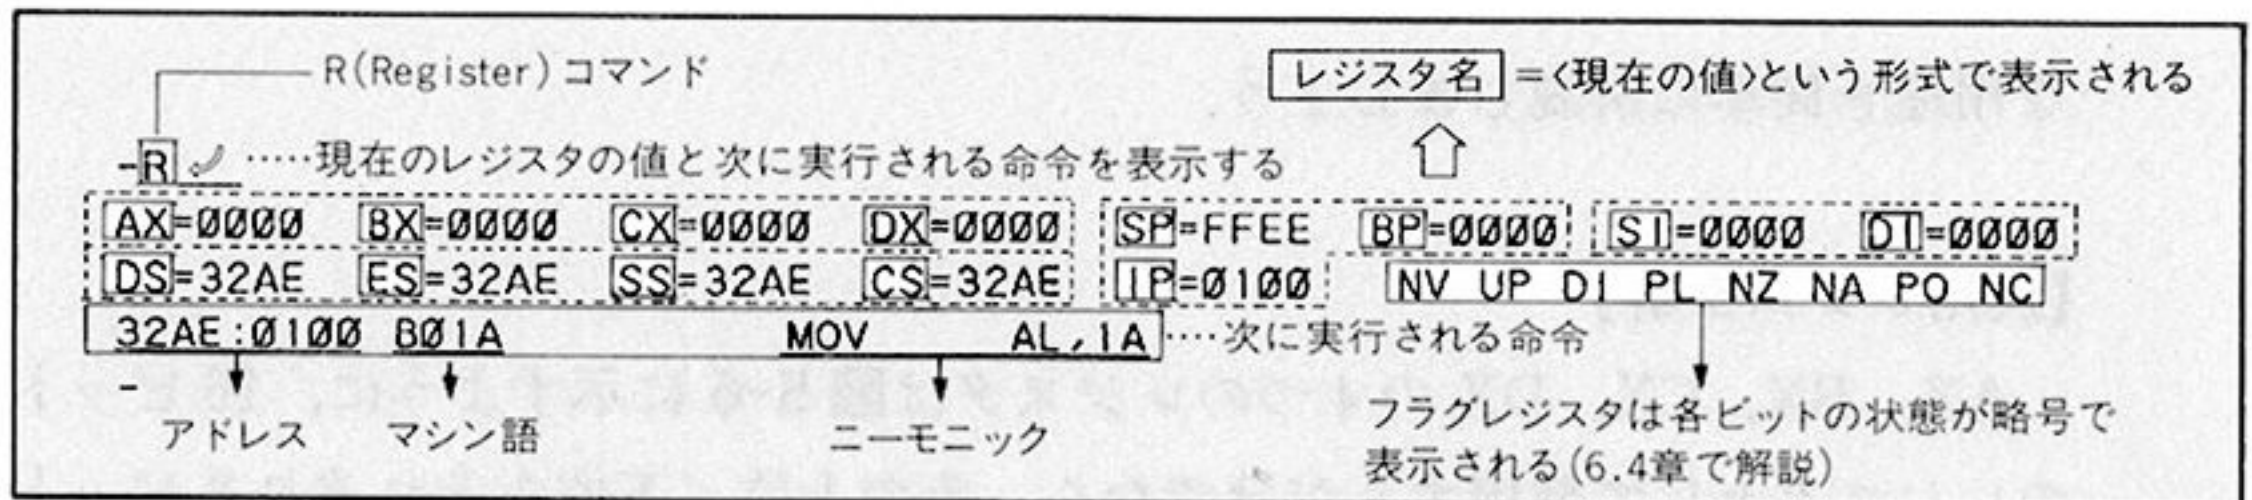 R(Register)コマンド
レジスタ名=<現在の値>という形式で表示される
-R ……現在のレジスタの値と次に実行される命令を表示する
AX=0000 BX=0000 CX=0000 DX=0000 SP=FFEE BP=0000 SI=0000 DI=0000
DS=32AE ES=32AE SS=32AE CS=32AE IP=0100 NV UP DI PL NZ NA PO NC
32AE:0100 B01A MOV AL,1A ‥‥次に実行される命令
-
アドレス マシン語 ニーモニック
フラグレジスタは各ビットの状態が略号で
表示される(6.4章で解説)